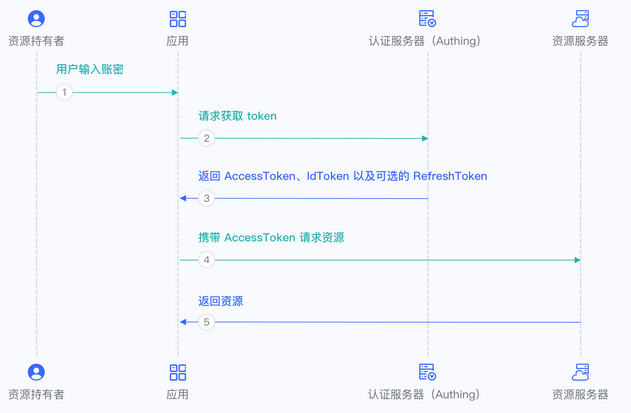 资源持有者
应用
认证服务器（Authing）
资源服务器
用户输入账密
1
请求获取 token
2
返回 AccessToken、IdToken 以及可选的 RefreshToken
3
携带 AccessToken 请求资源
4
返回资源
5
资源持有者
应用
认证服务器（Authing）
资源服务器